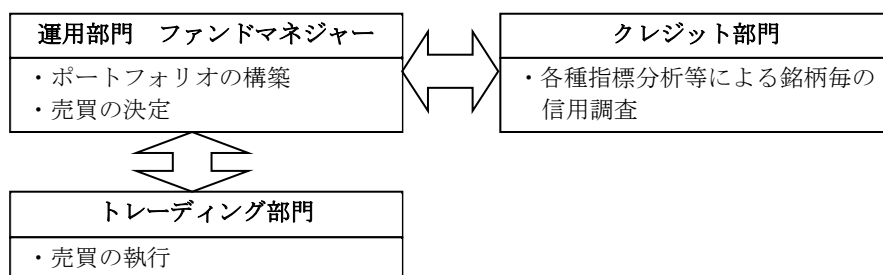 運用部門　ファンドマネジャー
・ポートフォリオの構築
・売買の決定
クレジット部門
・各種指標分析等による銘柄毎の
信用調査
トレーディング部門
・売買の執行